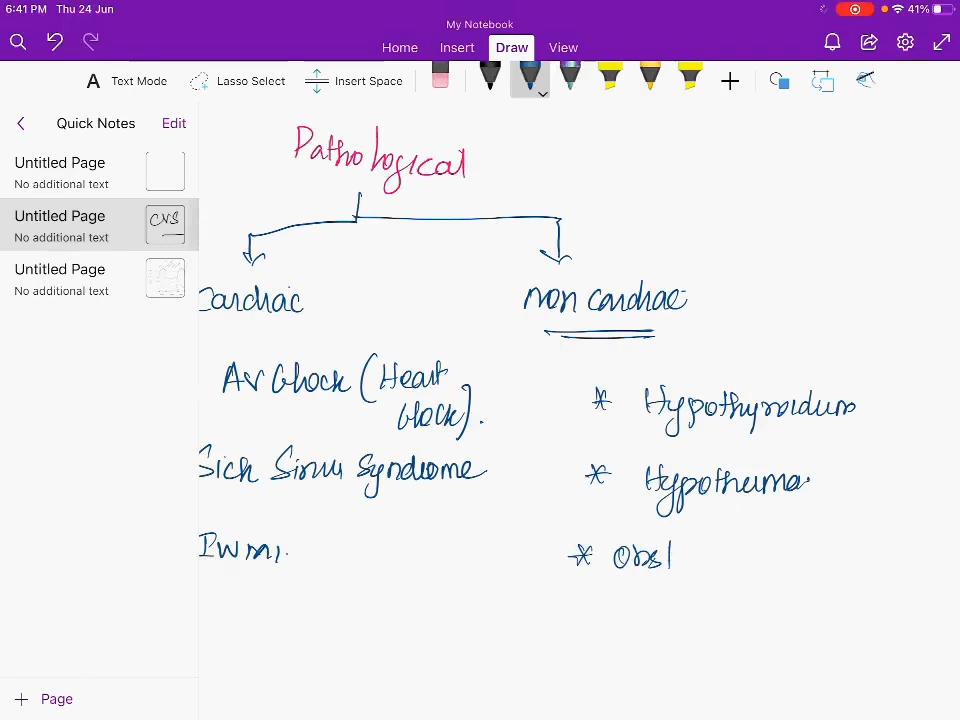 6:41 PM Thu 24 Jun
41%
My Notebook
Home Insert Draw View
A Text Mode Lasso Select Insert Space
Quick Notes Edit
Untitled Page
No additional text
Untitled Page
No additional text
CNS
Untitled Page
No additional text
Page
Pathological
Cardiac
non cardiac
AV block (Heart
block).
Sick Sinus Syndrome
IWMI.
* Hypothyroidism
* Hypothermia
* Obst